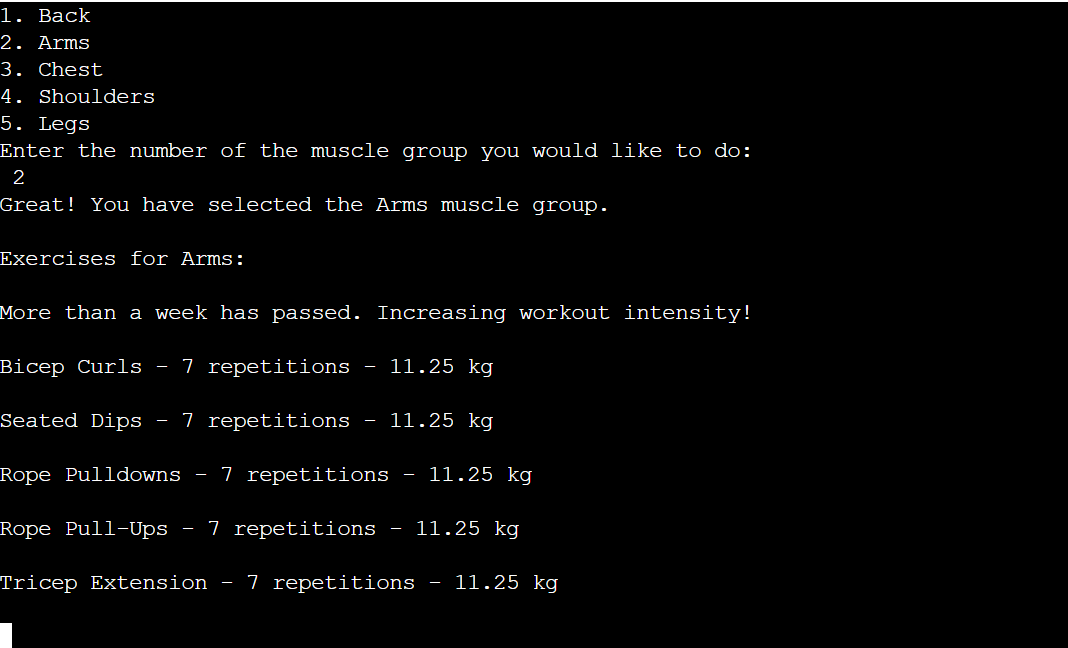 1. Back
2. Arms
3. Chest
4. Shoulders
5. Legs
Enter the number of the muscle group you would like to do:
2
Great! You have selected the Arms muscle group.
Exercises for Arms:
More than a week has passed. Increasing workout intensity!
Bicep Curls - 7 repetitions - 11.25 kg
Seated Dips - 7 repetitions - 11.25 kg
Rope Pulldowns - 7 repetitions - 11.25 kg
Rope Pull-Ups - 7 repetitions - 11.25 kg
Tricep Extension - 7 repetitions - 11.25 kg